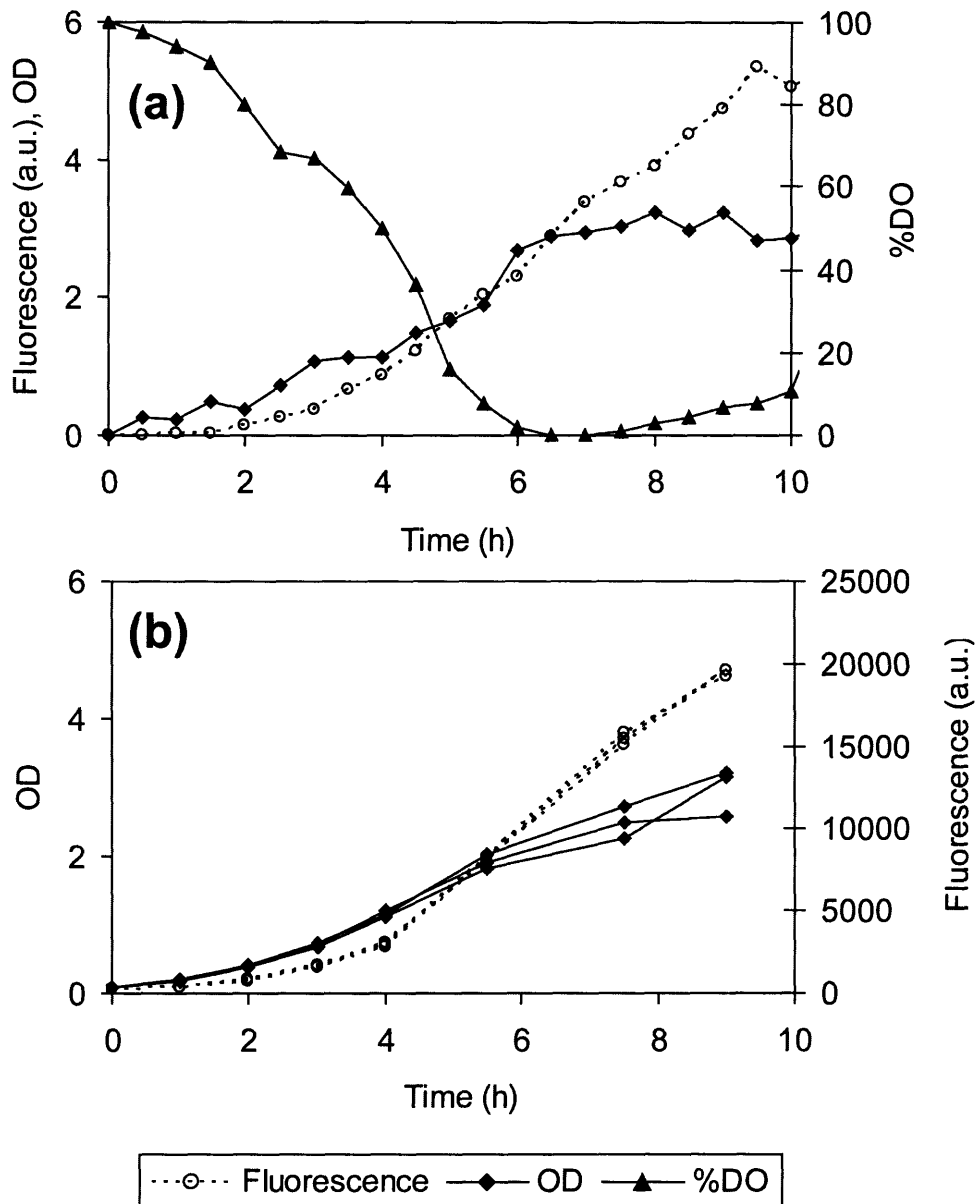 (a)
Fluorescence (a.u.), OD
6
4
2
0
100
80
60
40
20
0
%DO
0 2 4 6 8 10
Time (h)
(b)
OD
6
4
2
0
25000
20000
15000
10000
5000
0
Fluorescence (a.u.)
0 2 4 6 8 10
Time (h)
Fluorescence OD %DO